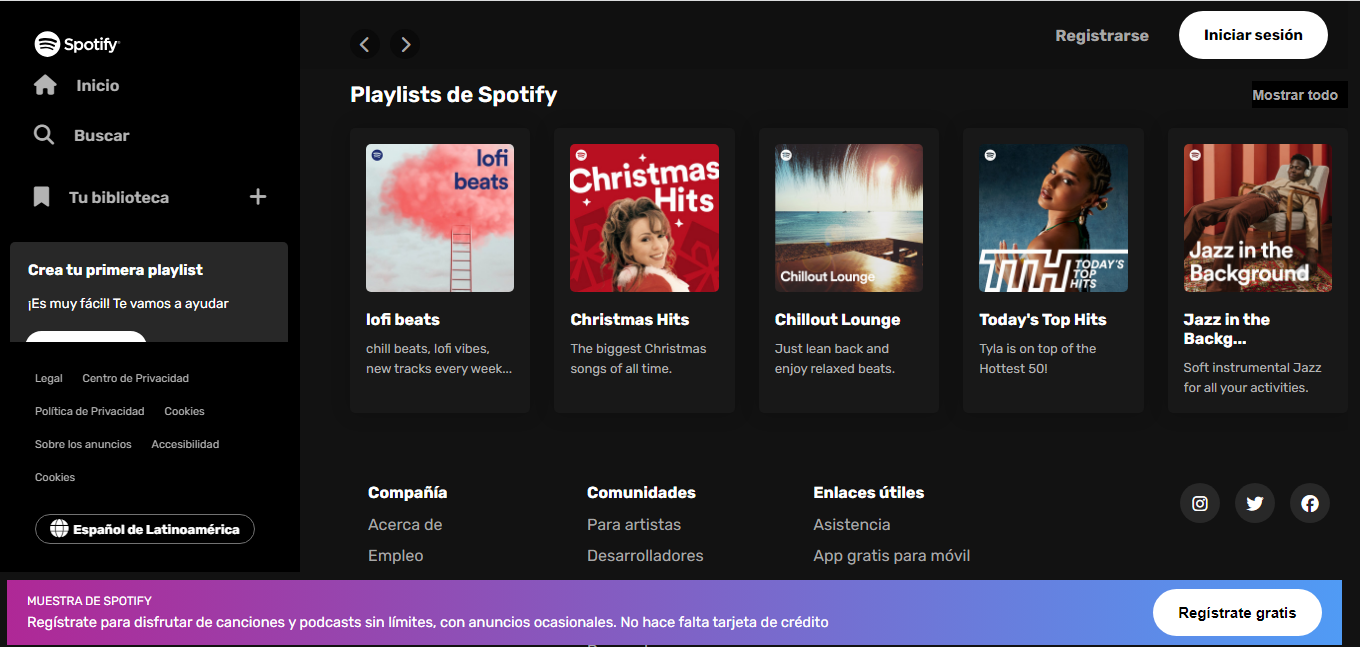 Spotify
Inicio
Buscar
Tu biblioteca
Crea tu primera playlist
¡Es muy fácil! Te vamos a ayudar
Legal Centro de Privacidad
Política de Privacidad Cookies
Sobre los anuncios Accesibilidad
Cookies
Español de Latinoamérica
Registrarse
Iniciar sesión
Playlists de Spotify
Mostrar todo
lofi
beats
lofi beats
chill beats, lofi vibes,
new tracks every week...
Christmas
Hits
Christmas Hits
The biggest Christmas
songs of all time.
Chillout Lounge
Chillout Lounge
Just lean back and
enjoy relaxed beats.
TTH TODAY'S
TOP
HITS
Today's Top Hits
Tyla is on top of the
Hottest 50!
Jazz in the
Background
Jazz in the
Backg...
Soft instrumental Jazz
for all your activities.
Compañía
Acerca de
Empleo
Comunidades
Para artistas
Desarrolladores
Enlaces útiles
Asistencia
App gratis para móvil
MUESTRA DE SPOTIFY
Regístrate para disfrutar de canciones y podcasts sin límites, con anuncios ocasionales. No hace falta tarjeta de crédito
Regístrate gratis